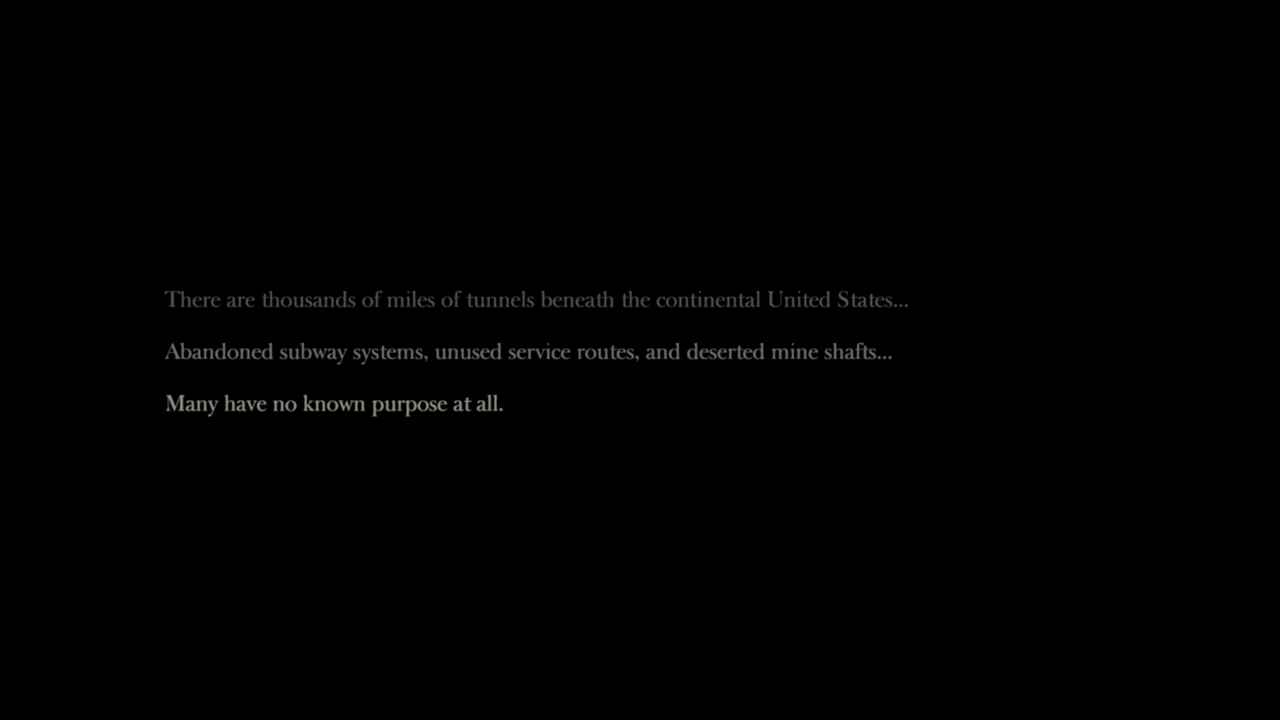 There are thousands of miles of tunnels beneath the continental United States...
Abandoned subway systems, unused service routes, and deserted mine shafts...
Many have no known purpose at all.